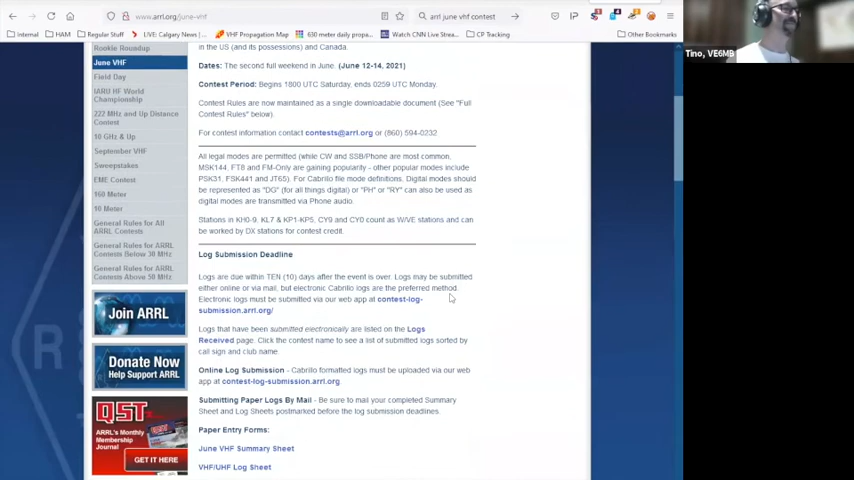 www.arrl.org/june-vhf
arrl june vhf contest
Internal HAM Regular Stuff LIVE: Calgary News (... VHF Propagation Map 630 meter daily propa... Watch CNN Live Strea... CP Tracking Other Bookmarks
Tino, VE6MB
Rookie Roundup
June VHF
Field Day
IARU HF World
Championship
222 MHz and Up Distance
Contest
10 GHz & Up
September VHF
Sweepstakes
EME Contest
160 Meter
10 Meter
General Rules for All
ARRL Contests
General Rules for ARRL
Contests Below 30 MHz
General Rules for ARRL
Contests Above 50 MHz
Join ARRL
Donate Now
Help Support ARRL
QST
ARRL's Monthly
Membership
Journal
GET IT HERE
in the US (and its possessions) and Canada.
Dates: The second full weekend in June. (June 12-14, 2021)
Contest Period: Begins 1800 UTC Saturday, ends 0259 UTC Monday.
Contest Rules are now maintained as a single downloadable document (See "Full
Contest Rules" below)
For contest information contact contests@arrl.org or (860) 594-0232
All legal modes are permitted (while CW and SSB/Phone are most common,
MSK144, FT8 and FM-Only are gaining popularity - other popular modes include
PSK31, FSK441 and JT65). For Cabrillo file mode definitions, Digital modes should
be represented as "DG" (for all things digital) or "PH" or "RY" can also be used as
digital modes are transmitted via Phone audio.
Stations in KH0-9, KL7 & KP1-KP5, CY9 and CY0 count as W/VE stations and can
be worked by DX stations for contest credit.
Log Submission Deadline
Logs are due within TEN (10) days after the event is over. Logs may be submitted
either online or via mail, but electronic Cabrillo logs are the preferred method.
Electronic logs must be submitted via our web app at contest-log-
submission.arrl.org/
Logs that have been submitted electronically are listed on the Logs
Received page. Click the contest name to see a list of submitted logs sorted by
call sign and club name.
Online Log Submission - Cabrillo formatted logs must be uploaded via our web
app at contest-log-submission.arrl.org.
Submitting Paper Logs By Mail - Be sure to mail your completed Summary
Sheet and Log Sheets postmarked before the log submission deadlines.
Paper Entry Forms:
June VHF Summary Sheet
VHF/UHF Log Sheet